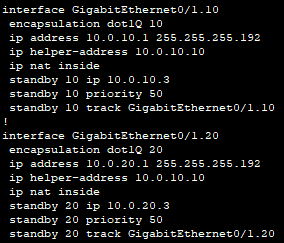 interface GigabitEthernet0/1.10
encapsulation dot1Q 10
ip address 10.0.10.1 255.255.255.192
ip helper-address 10.0.10.10
ip nat inside
standby 10 ip 10.0.10.3
standby 10 priority 50
standby 10 track GigabitEthernet0/1.10
!
interface GigabitEthernet0/1.20
encapsulation dot1Q 20
ip address 10.0.20.1 255.255.255.192
ip helper-address 10.0.10.10
ip nat inside
standby 20 ip 10.0.20.3
standby 20 priority 50
standby 20 track GigabitEthernet0/1.20